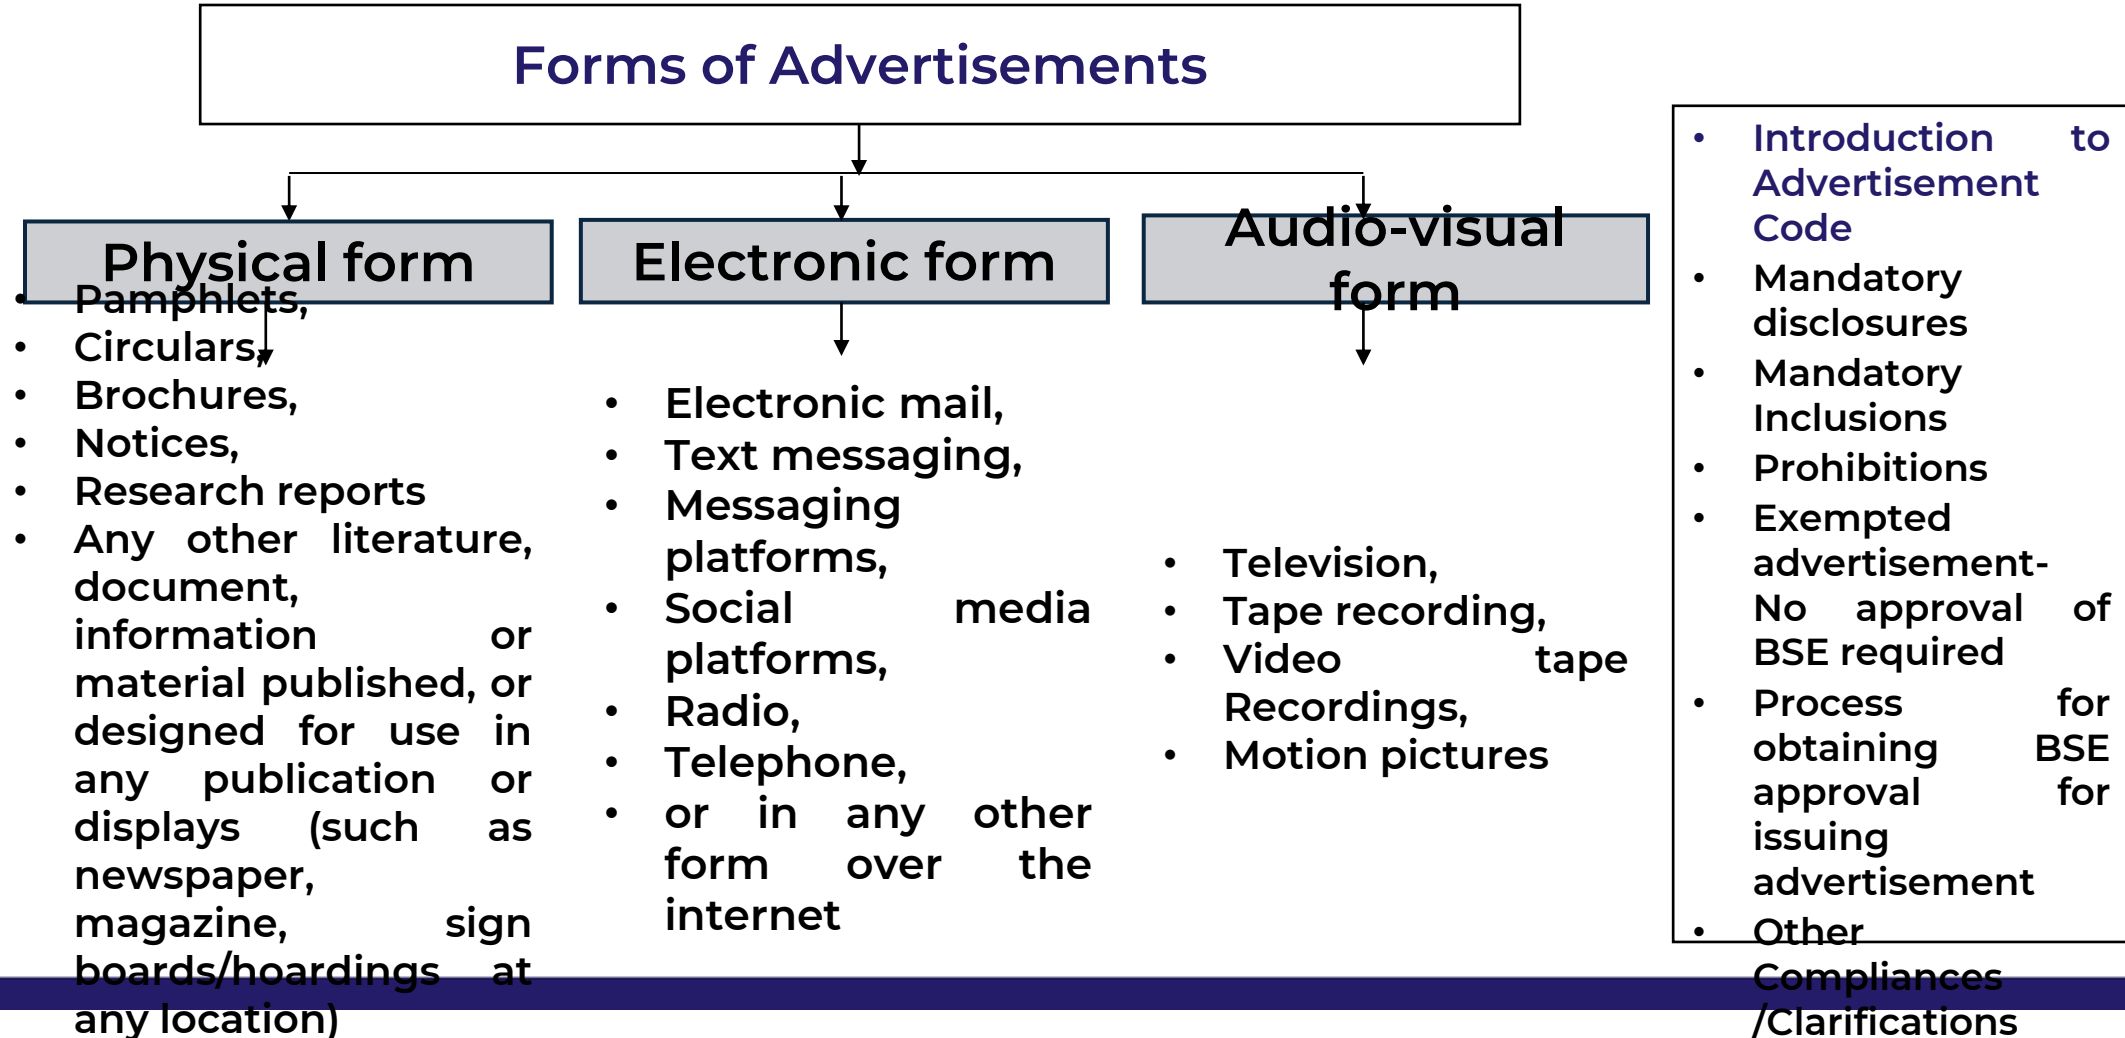 Forms of Advertisements
Physical form
• Pamphlets,
• Circulars,
• Brochures,
• Notices,
• Research reports
• Any other literature,
document,
information or
material published, or
designed for use in
any publication or
displays (such as
newspaper,
magazine, sign
boards/hoardings at
any location)
Electronic form
• Electronic mail,
• Text messaging,
• Messaging
platforms,
• Social media
platforms,
• Radio,
• Telephone,
• or in any other
form over the
internet
Audio-visual
form
• Television,
• Tape recording,
• Video tape
Recordings,
• Motion pictures
• Introduction to
Advertisement
Code
• Mandatory
disclosures
• Mandatory
Inclusions
• Prohibitions
• Exempted
advertisement-
No approval of
BSE required
• Process for
obtaining BSE
approval for
issuing
advertisement
• Other
Compliances
/Clarifications